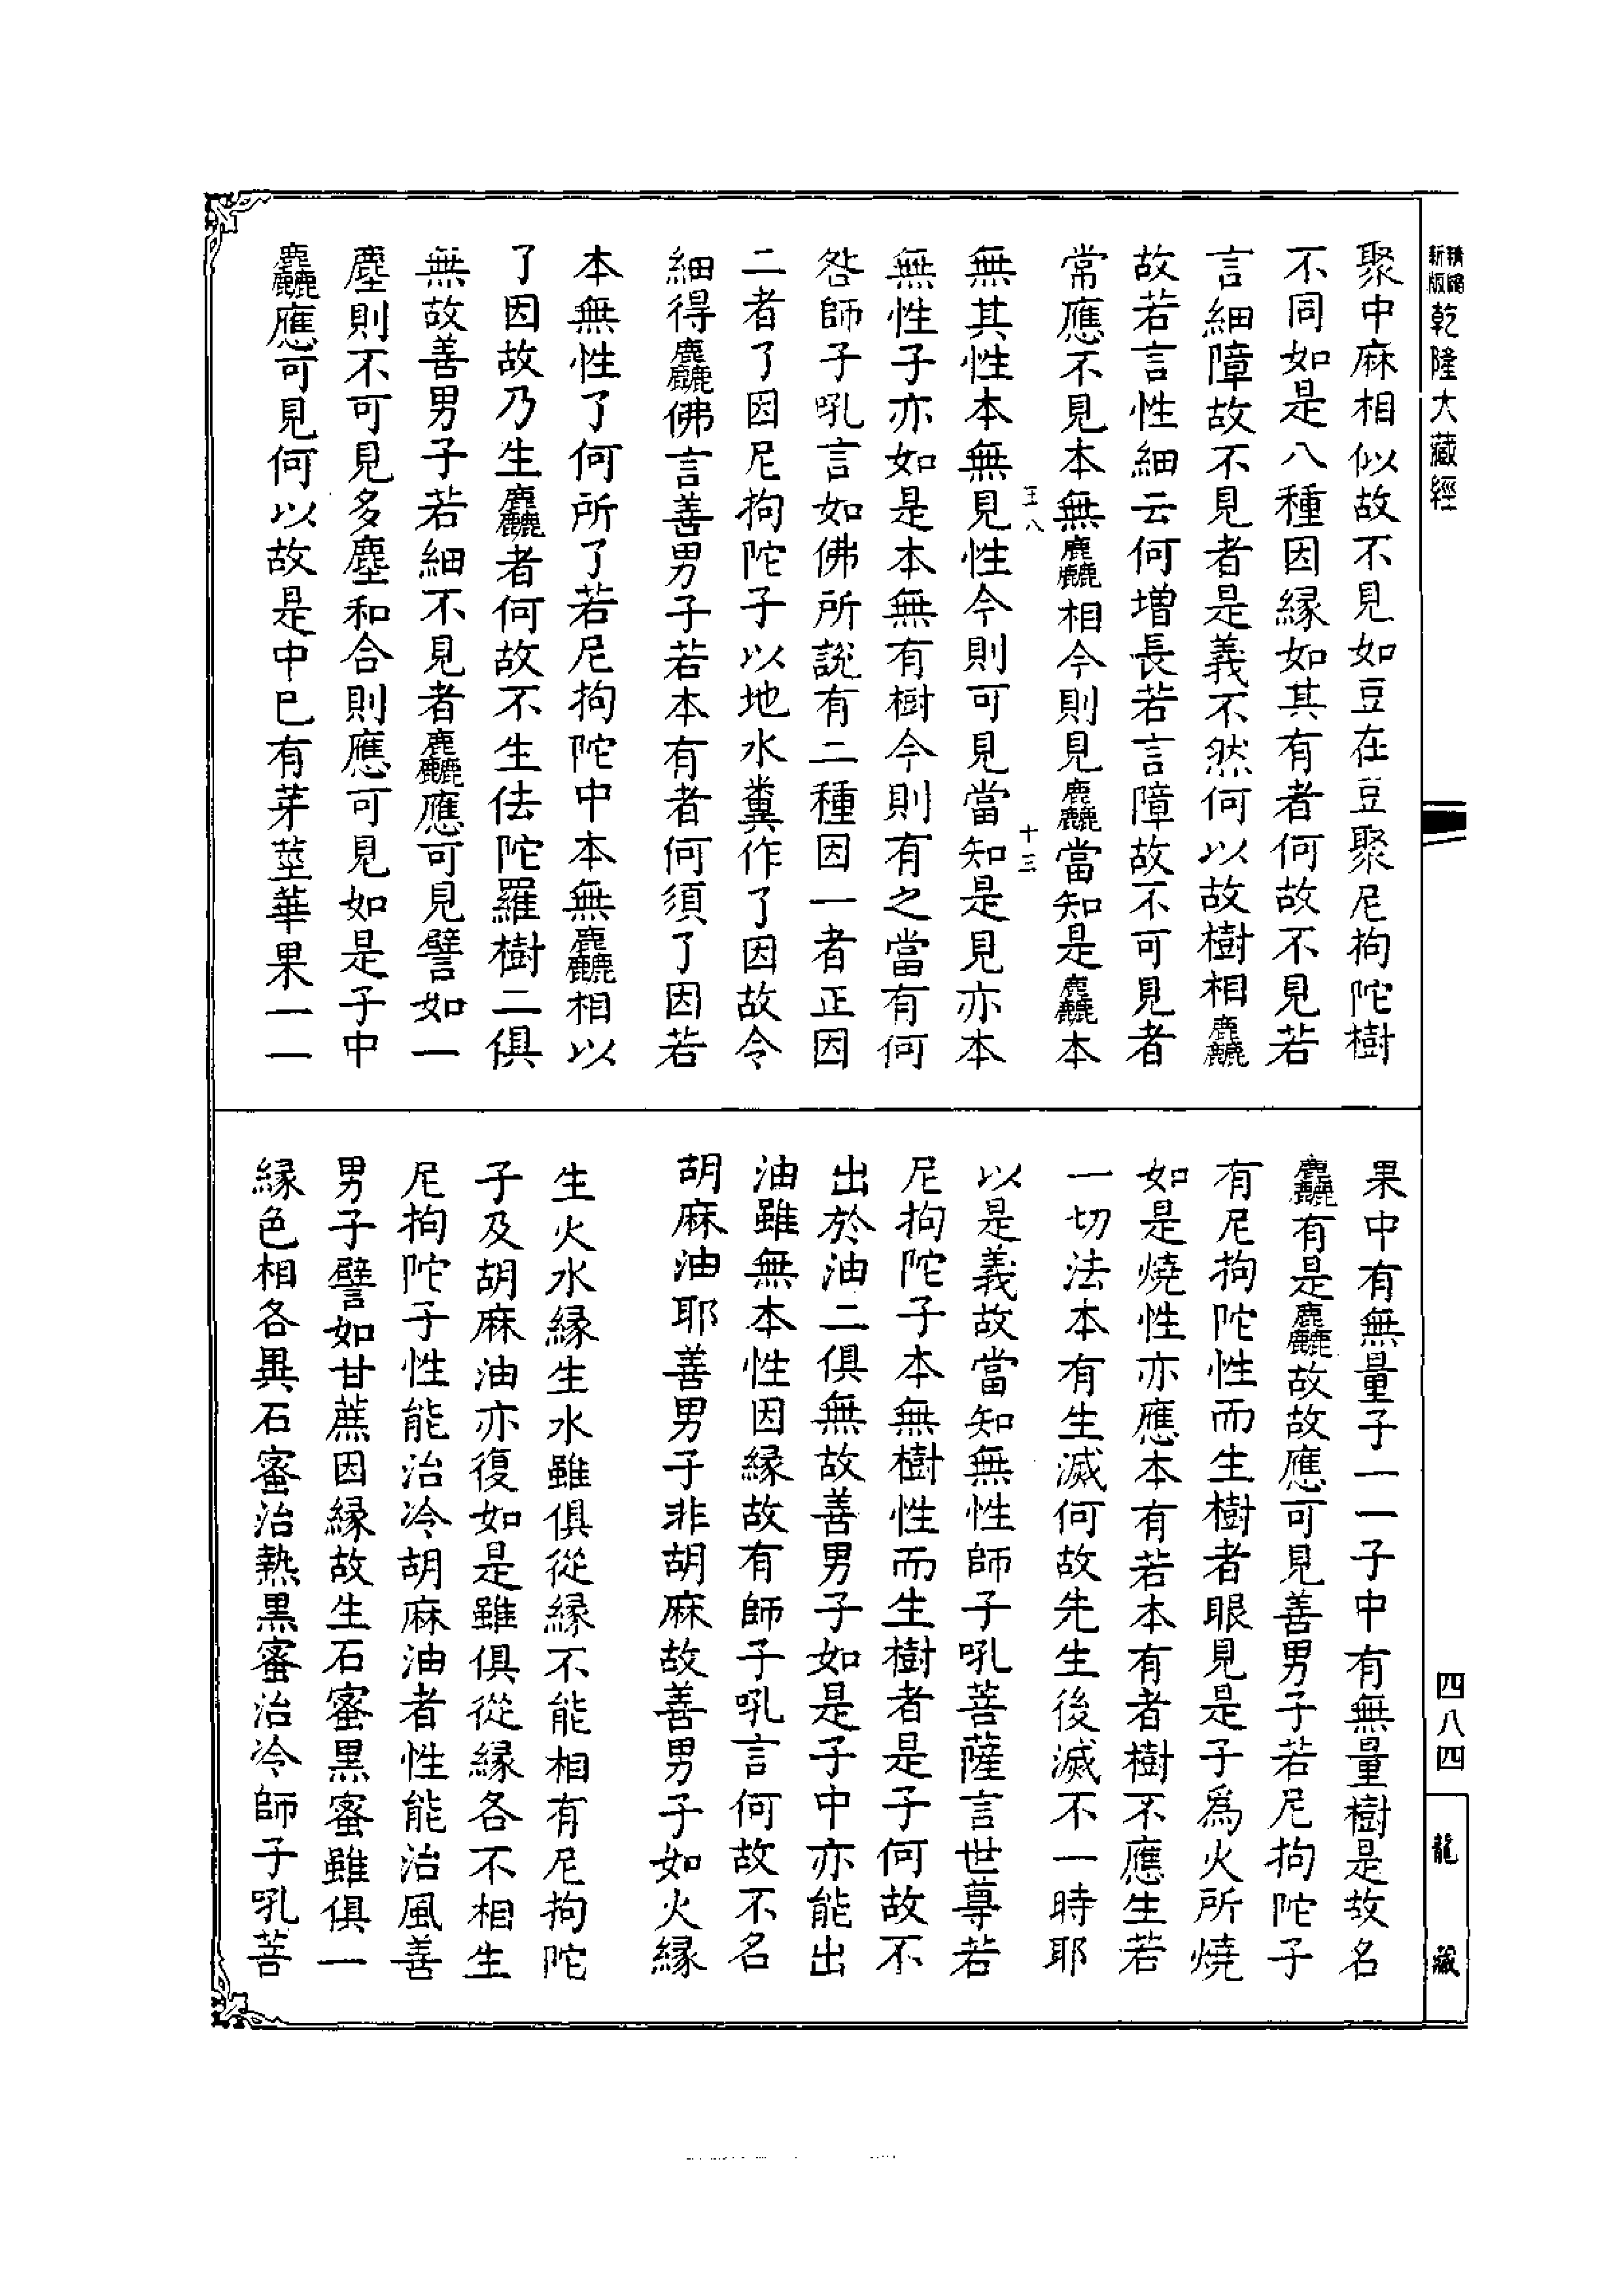 精縮
新版
乾隆大藏經
聚中麻相似故不見如豆在豆聚尼拘陀樹
不同如是八種因緣如其有者何故不見若
言細障故不見者是義不然何以故樹相麤
故若言性細云何增長若言障故不可見者
常應不見本無麤相今則見麤當知是麤本
王八 十三
無其性本無見性今則可見當知是見亦本
無性子亦如是本無有樹今則有之當有何
咎師子吼言如佛所說有二種因一者正因
二者了因尼拘陀子以地水糞作了因故令
細得麤佛言善男子若本有者何須了因若
本無性了何所了若尼拘陀中本無麤相以
了因故乃生麤者何故不生佉陀羅樹二俱
無故善男子若細不見者麤應可見譬如一
塵則不可見多塵和合則應可見如是子中
麤應可見何以故是中已有芽莖華果一一
果中有無量子一一子中有無量樹是故名
麤有是麤故故應可見善男子若尼拘陀子
有尼拘陀性而生樹者眼見是子爲火所燒
如是燒性亦應本有若本有者樹不應生若
一切法本有生滅何故先生後滅不一時耶
以是義故當知無性師子吼菩薩言世尊若
尼拘陀子本無樹性而生樹者是子何故不
出於油二俱無故善男子如是子中亦能出
油雖無本性因緣故有師子吼言何故不名
胡麻油耶善男子非胡麻故善男子如火緣
生火水緣生水雖俱從緣不能相有尼拘陀
子及胡麻油亦復如是雖俱從緣各不相生
尼拘陀子性能治冷胡麻油者性能治風善
男子譬如甘蔗因緣故生石蜜黑蜜雖俱一
緣色相各異石蜜治熱黑蜜治冷師子吼菩
四八四
龍藏